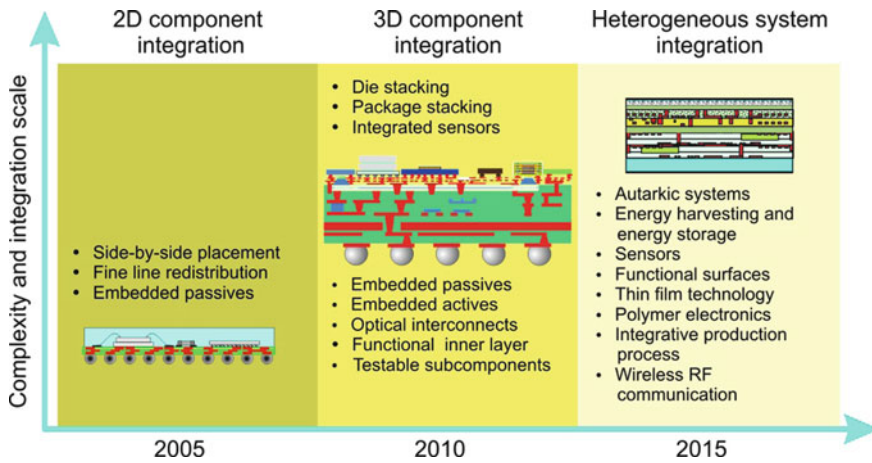 2D component
integration
3D component
integration
Heterogeneous system
integration
Complexity and integration scale
• Side-by-side placement
• Fine line redistribution
• Embedded passives
• Die stacking
• Package stacking
• Integrated sensors
• Embedded passives
• Embedded actives
• Optical interconnects
• Functional inner layer
• Testable subcomponents
• Autarkic systems
• Energy harvesting and
energy storage
• Sensors
• Functional surfaces
• Thin film technology
• Polymer electronics
• Integrative production
process
• Wireless RF
communication
2005
2010
2015